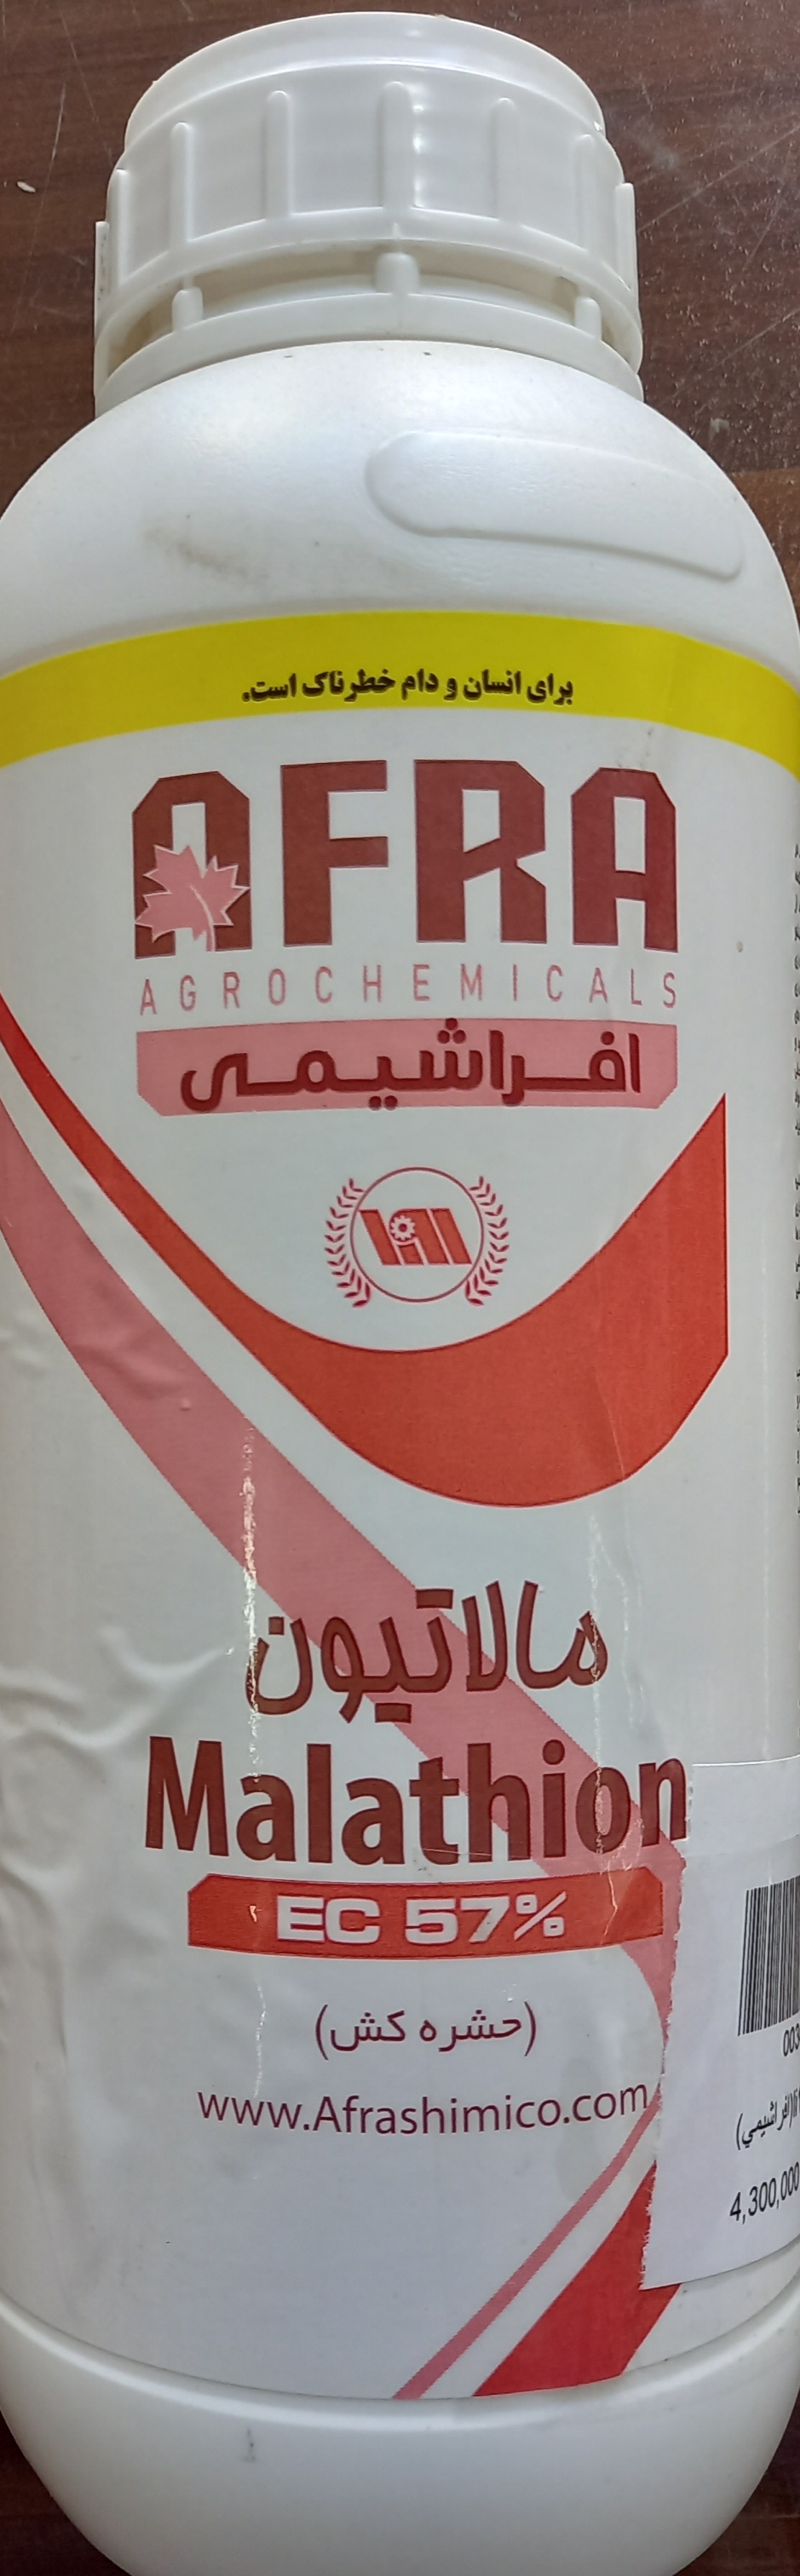 برای انسان و دام خطرناک است.
AFRA
AGROCHEMICALS
افراشیمی
مالاتیون
Malathion
EC 57%
(حشره کش)
www.Afrashimico.com
(افراشيمي)
4,300,000